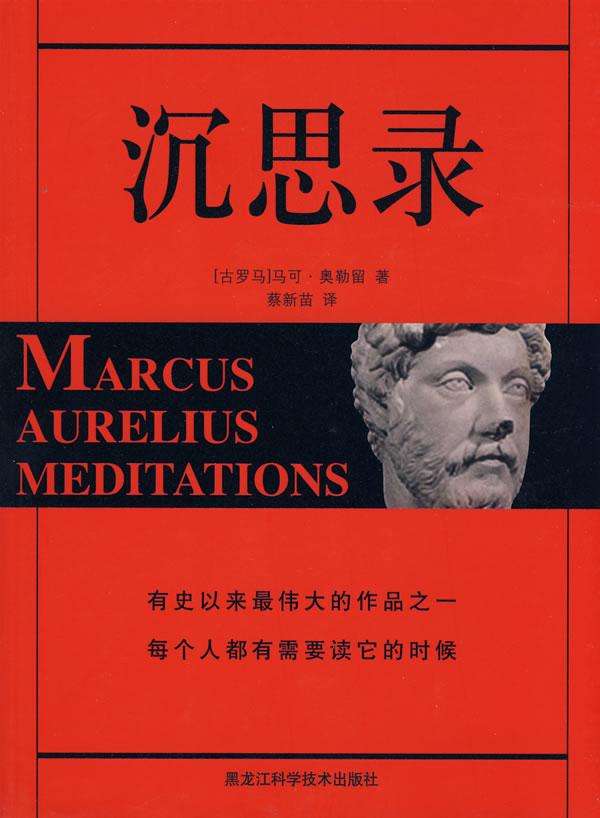 沉思录
[古罗马]马可·奥勒留 著
蔡新苗 译
MARCUS
AURELIUS
MEDITATIONS
有史以来最伟大的作品之一
每个人都有需要读它的时候
黑龙江科学技术出版社